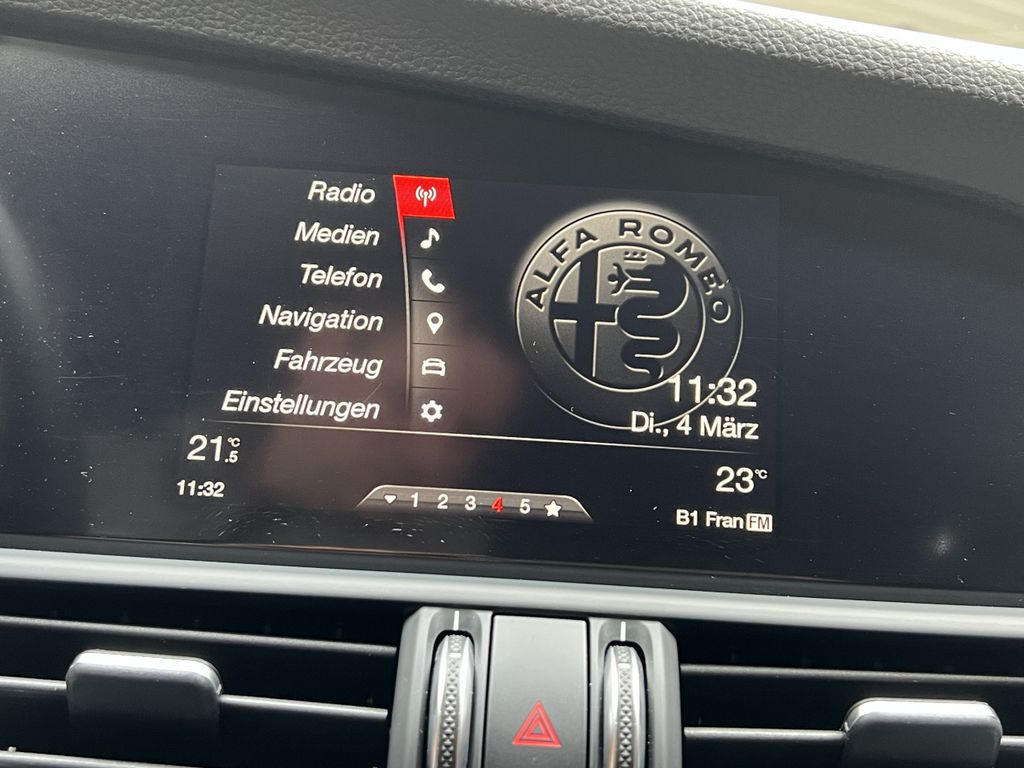 Radio
Medien
Telefon
Navigation
Fahrzeug
Einstellungen
ALFA ROMEO
11:32
Di., 4 März
21.5 °C
11:32
1 2 3 4 5
23°C
B1 Fran FM